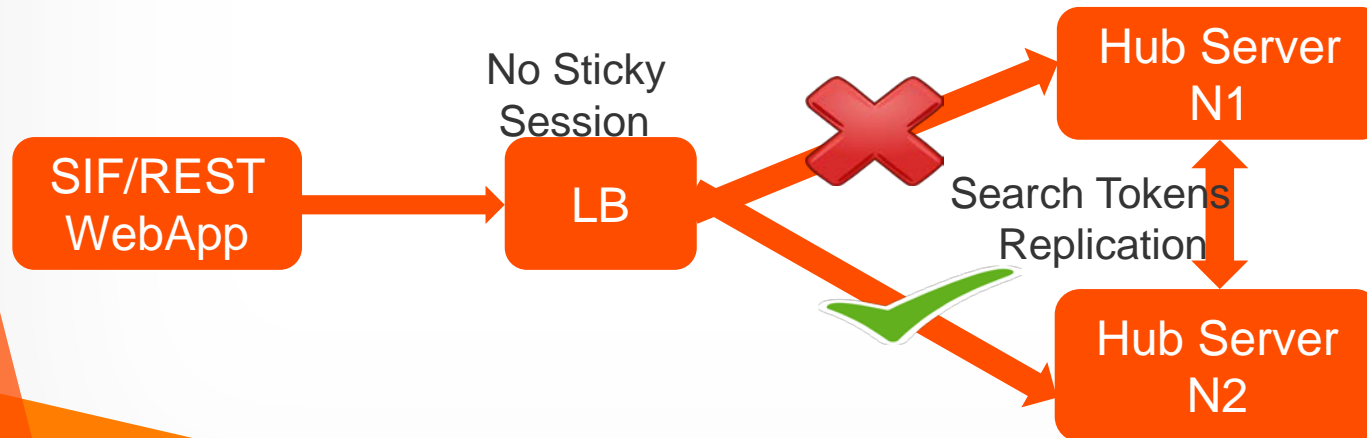 No Sticky
Session
SIF/REST
WebApp
LB
Hub Server
N1
Search Tokens
Replication
Hub Server
N2